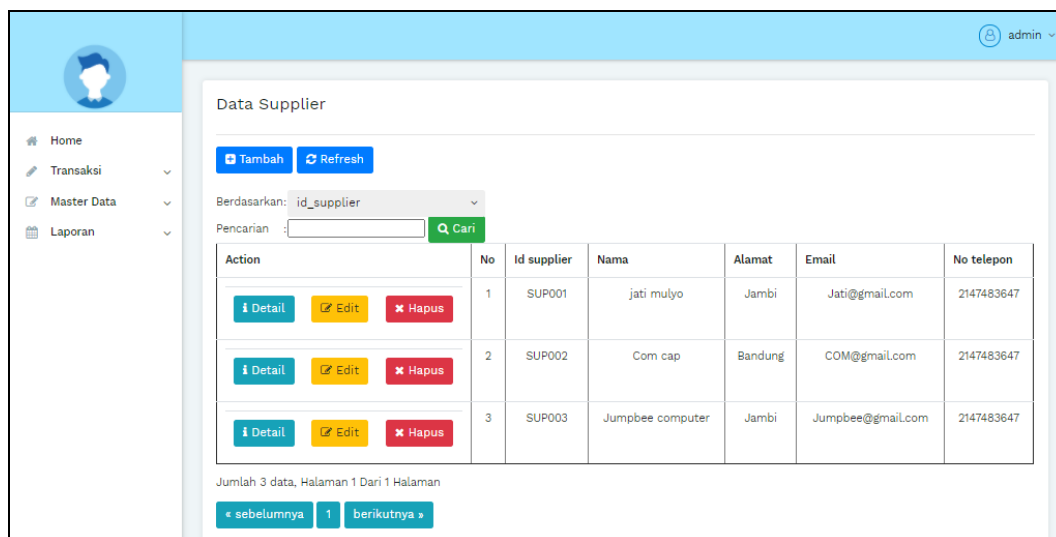 admin
Home
Transaksi
Master Data
Laporan
Data Supplier
Tambah Refresh
Berdasarkan: id_supplier
Pencarian : Cari
Action No Id supplier Nama Alamat Email No telepon
Detail Edit Hapus 1 SUP001 jati mulyo Jambi Jati@gmail.com 2147483647
Detail Edit Hapus 2 SUP002 Com cap Bandung COM@gmail.com 2147483647
Detail Edit Hapus 3 SUP003 Jumpbee computer Jambi Jumpbee@gmail.com 2147483647
Jumlah 3 data, Halaman 1 Dari 1 Halaman
« sebelumnya 1 berikutnya »